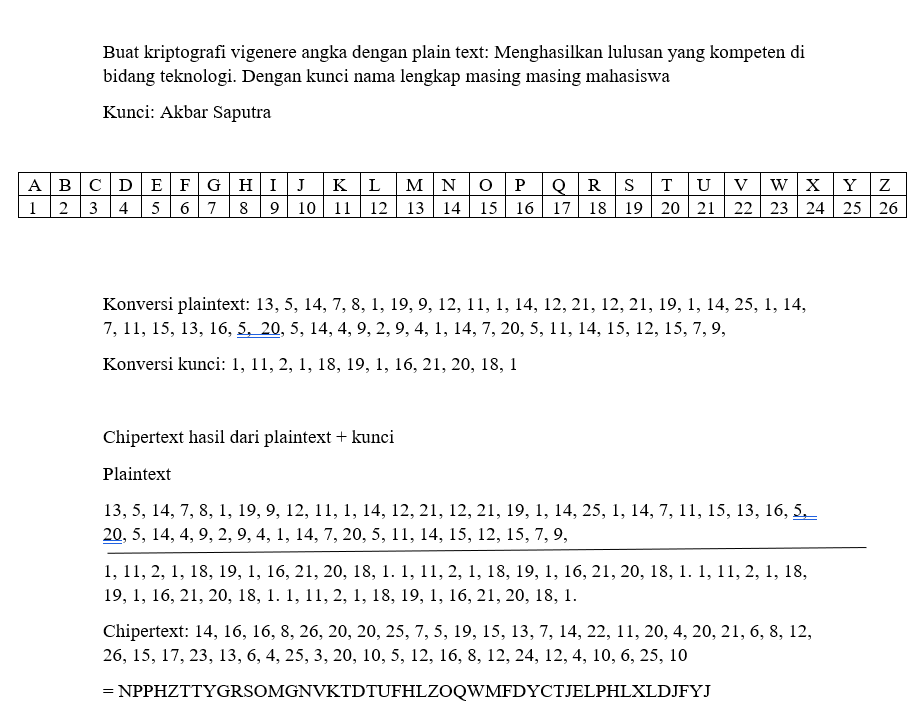 Buat kriptografi vigenere angka dengan plain text: Menghasilkan lulusan yang kompeten di
bidang teknologi. Dengan kunci nama lengkap masing masing mahasiswa
Kunci: Akbar Saputra
A B C D E F G H I J K L M N O P Q R S T U V W X Y Z
1 2 3 4 5 6 7 8 9 10 11 12 13 14 15 16 17 18 19 20 21 22 23 24 25 26
Konversi plaintext: 13, 5, 14, 7, 8, 1, 19, 9, 12, 11, 1, 14, 12, 21, 12, 21, 19, 1, 14, 25, 1, 14,
7, 11, 15, 13, 16, 5, 20, 5, 14, 4, 9, 2, 9, 4, 1, 14, 7, 20, 5, 11, 14, 15, 12, 15, 7, 9,
Konversi kunci: 1, 11, 2, 1, 18, 19, 1, 16, 21, 20, 18, 1
Chipertext hasil dari plaintext + kunci
Plaintext
13, 5, 14, 7, 8, 1, 19, 9, 12, 11, 1, 14, 12, 21, 12, 21, 19, 1, 14, 25, 1, 14, 7, 11, 15, 13, 16, 5,
20, 5, 14, 4, 9, 2, 9, 4, 1, 14, 7, 20, 5, 11, 14, 15, 12, 15, 7, 9,
1, 11, 2, 1, 18, 19, 1, 16, 21, 20, 18, 1. 1, 11, 2, 1, 18, 19, 1, 16, 21, 20, 18, 1. 1, 11, 2, 1, 18,
19, 1, 16, 21, 20, 18, 1. 1, 11, 2, 1, 18, 19, 1, 16, 21, 20, 18, 1.
Chipertext: 14, 16, 16, 8, 26, 20, 20, 25, 7, 5, 19, 15, 13, 7, 14, 22, 11, 20, 4, 20, 21, 6, 8, 12,
26, 15, 17, 23, 13, 6, 4, 25, 3, 20, 10, 5, 12, 16, 8, 12, 24, 12, 4, 10, 6, 25, 10
= NPPHZTTYGRSOMGNVKTDTUFHLZOQWMFDYCTJELPHLXLDJFYJ